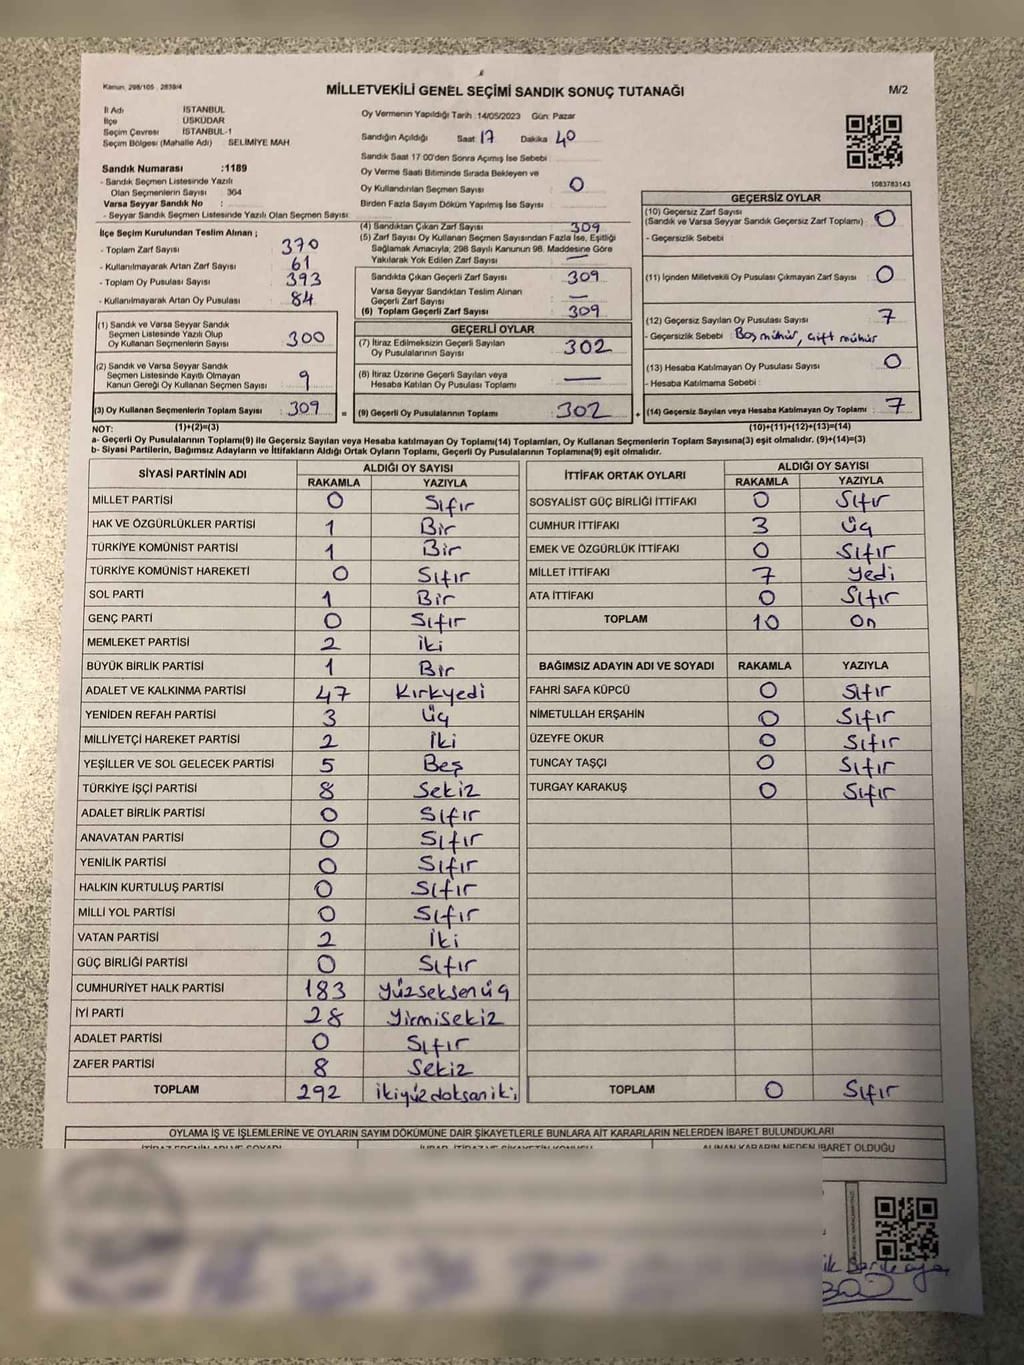 Kanun, 298/105 , 2839/4
MİLLETVEKİLİ GENEL SEÇİMİ SANDIK SONUÇ TUTANAĞI
M/2
İl Adı İSTANBUL
İlçe ÜSKÜDAR
Seçim Çevresi İSTANBUL-1
Seçim Bölgesi (Mahalle Adı) SELİMİYE MAH.
Oy Vermenin Yapıldığı Tarih :14/05/2023 Gün: Pazar
Sandığın Açıldığı Saat 17 Dakika 40
Sandık Saat 17:00'den Sonra Açımış İse Sebebi
Oy Verme Saati Bitiminde Sırada Bekleyen ve
Oy Kullandırılan Seçmen Sayısı 0
Birden Fazla Sayım Döküm Yapılmış İse Sayısı
1083783143
Sandık Numarası :1189
- Sandık Seçmen Listesinde Yazılı
Olan Seçmenlerin Sayısı 364
Varsa Seyyar Sandık No :
- Seyyar Sandık Seçmen Listesinde Yazılı Olan Seçmen Sayısı:
İlçe Seçim Kurulundan Teslim Alınan ;
- Toplam Zarf Sayısı 370
- Kullanılmayarak Artan Zarf Sayısı 61
- Toplam Oy Pusulası Sayısı 393
- Kullanılmayarak Artan Oy Pusulası 84
(1) Sandık ve Varsa Seyyar Sandık
Seçmen Listesinde Yazılı Olup
Oy Kullanan Seçmenlerin Sayısı 300
(2) Sandık ve Varsa Seyyar Sandık
Seçmen Listesinde Kayıtlı Olmayan
Kanun Gereği Oy Kullanan Seçmen Sayısı 9
(3) Oy Kullanan Seçmenlerin Toplam Sayısı 309 =
(4) Sandıktan Çıkan Zarf Sayısı 309
(5) Zarf Sayısı Oy Kullanan Seçmen Sayısından Fazla İse, Eşitliği
Sağlamak Amacıyla, 298 Sayılı Kanunun 98. Maddesine Göre
Yakılarak Yok Edilen Zarf Sayısı —
Sandıkta Çıkan Geçerli Zarf Sayısı 309
Varsa Seyyar Sandıktan Teslim Alınan
Geçerli Zarf Sayısı —
(6) Toplam Geçerli Zarf Sayısı 309
GEÇERLİ OYLAR
(7) İtiraz Edilmeksizin Geçerli Sayılan
Oy Pusulalarının Sayısı 302
(8) İtiraz Üzerine Geçerli Sayılan veya
Hesaba Katılan Oy Pusulası Toplamı —
(9) Geçerli Oy Pusulalarının Toplamı 302 +
GEÇERSİZ OYLAR
(10) Geçersiz Zarf Sayısı
(Sandık ve Varsa Seyyar Sandık Geçersiz Zarf Toplamı) 0
- Geçersizlik Sebebi
(11) İçinden Milletvekili Oy Pusulası Çıkmayan Zarf Sayısı 0
(12) Geçersiz Sayılan Oy Pusulası Sayısı 7
- Geçersizlik Sebebi Boş mühür, çift mühür
(13) Hesaba Katılmayan Oy Pusulası Sayısı 0
- Hesaba Katılmama Sebebi :
(14) Geçersiz Sayılan veya Hesaba Katılmayan Oy Toplamı 7
NOT: (1)+(2)=(3) (10)+(11)+(12)+(13)=(14)
a- Geçerli Oy Pusulalarının Toplamı(9) ile Geçersiz Sayılan veya Hesaba katılmayan Oy Toplamı(14) Toplamları, Oy Kullanan Seçmenlerin Toplam Sayısına(3) eşit olmalıdır. (9)+(14)=(3)
b- Siyasi Partilerin, Bağımsız Adayların ve İttifakların Aldığı Ortak Oyların Toplamı, Geçerli Oy Pusulalarının Toplamına(9) eşit olmalıdır.
SİYASİ PARTİNİN ADI ALDIĞI OY SAYISI
RAKAMLA YAZIYLA
MİLLET PARTİSİ 0 Sıfır
HAK VE ÖZGÜRLÜKLER PARTİSİ 1 Bir
TÜRKİYE KOMÜNİST PARTİSİ 1 Bir
TÜRKİYE KOMÜNİST HAREKETİ 0 Sıfır
SOL PARTİ 1 Bir
GENÇ PARTİ 0 Sıfır
MEMLEKET PARTİSİ 2 iki
BÜYÜK BİRLİK PARTİSİ 1 Bir
ADALET VE KALKINMA PARTİSİ 47 Kırkyedi
YENİDEN REFAH PARTİSİ 3 Üç
MİLLİYETÇİ HAREKET PARTİSİ 2 İki
YEŞİLLER VE SOL GELECEK PARTİSİ 5 Beş
TÜRKİYE İŞÇİ PARTİSİ 8 Sekiz
ADALET BİRLİK PARTİSİ 0 Sıfır
ANAVATAN PARTİSİ 0 Sıfır
YENİLİK PARTİSİ 0 Sıfır
HALKIN KURTULUŞ PARTİSİ 0 Sıfır
MİLLİ YOL PARTİSİ 0 Sıfır
VATAN PARTİSİ 2 İki
GÜÇ BİRLİĞİ PARTİSİ 0 Sıfır
CUMHURİYET HALK PARTİSİ 183 Yüzseksenüç
İYİ PARTİ 28 Yirmisekiz
ADALET PARTİSİ 0 Sıfır
ZAFER PARTİSİ 8 Sekiz
TOPLAM 292 ikiyüzdoksaniki
İTTİFAK ORTAK OYLARI ALDIĞI OY SAYISI
RAKAMLA YAZIYLA
SOSYALİST GÜÇ BİRLİĞİ İTTİFAKI 0 Sıfır
CUMHUR İTTİFAKI 3 Üç
EMEK VE ÖZGÜRLÜK İTTİFAKI 0 Sıfır
MİLLET İTTİFAKI 7 Yedi
ATA İTTİFAKI 0 Sıfır
TOPLAM 10 On
BAĞIMSIZ ADAYIN ADI VE SOYADI RAKAMLA YAZIYLA
FAHRİ SAFA KÜPCÜ 0 Sıfır
NİMETULLAH ERŞAHİN 0 Sıfır
ÜZEYFE OKUR 0 Sıfır
TUNCAY TAŞÇI 0 Sıfır
TURGAY KARAKUŞ 0 Sıfır
TOPLAM 0 Sıfır
OYLAMA İŞ VE İŞLEMLERİNE VE OYLARIN SAYIM DÖKÜMÜNE DAİR ŞİKAYETLERLE BUNLARA AİT KARARLARIN NELERDEN İBARET BULUNDUKLARI
ALINAN KARARIN NEDEN İBARET OLDUĞU